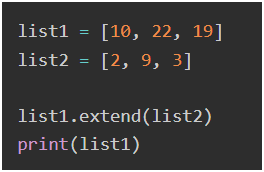 list1 = [10, 22, 19]
list2 = [2, 9, 3]
list1.extend(list2)
print(list1)